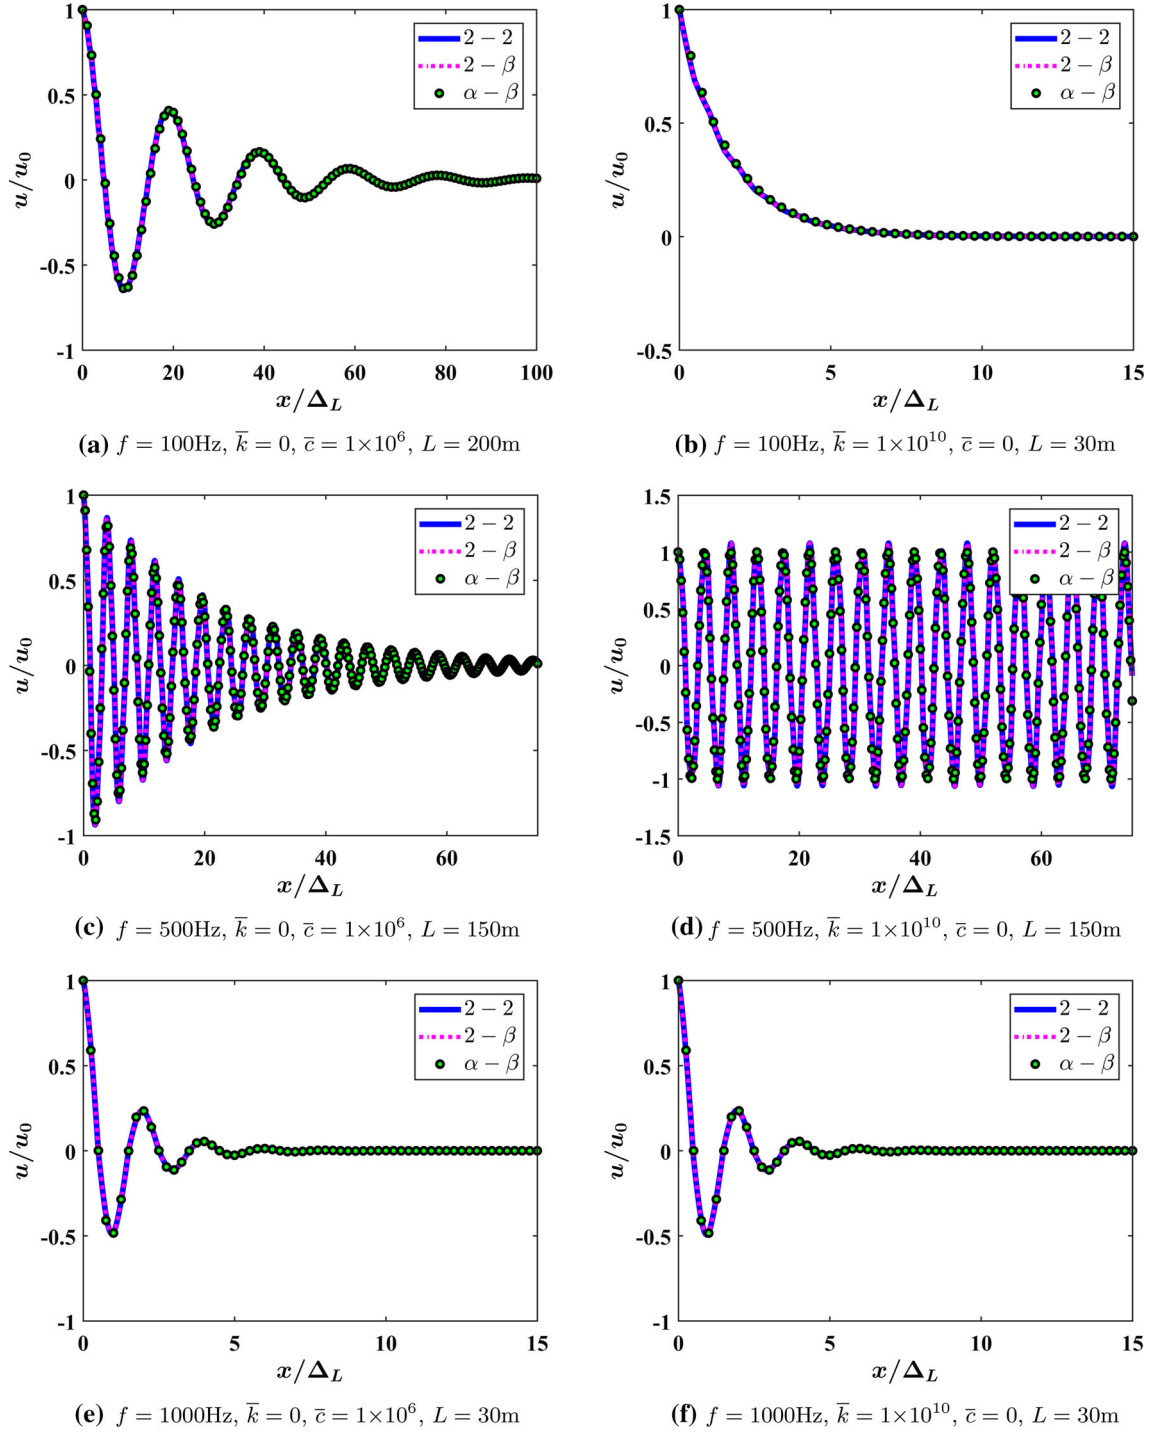 1
0.5
0
-0.5
-1
0 20 40 60 80 100
u/u₀
x/Δ_L
2 − 2
2 − β
α − β
(a) f = 100Hz, k̅ = 0, c̅ = 1×10⁶, L = 200m
1
0.5
0
-0.5
0 5 10 15
u/u₀
x/Δ_L
2 − 2
2 − β
α − β
(b) f = 100Hz, k̅ = 1×10¹⁰, c̅ = 0, L = 30m
1
0.5
0
-0.5
-1
0 20 40 60
u/u₀
x/Δ_L
2 − 2
2 − β
α − β
(c) f = 500Hz, k̅ = 0, c̅ = 1×10⁶, L = 150m
1.5
1
0.5
0
-0.5
-1
-1.5
0 20 40 60
u/u₀
x/Δ_L
2 − 2
2 − β
α − β
(d) f = 500Hz, k̅ = 1×10¹⁰, c̅ = 0, L = 150m
1
0.5
0
-0.5
-1
0 5 10 15
u/u₀
x/Δ_L
2 − 2
2 − β
α − β
(e) f = 1000Hz, k̅ = 0, c̅ = 1×10⁶, L = 30m
1
0.5
0
-0.5
-1
0 5 10 15
u/u₀
x/Δ_L
2 − 2
2 − β
α − β
(f) f = 1000Hz, k̅ = 1×10¹⁰, c̅ = 0, L = 30m